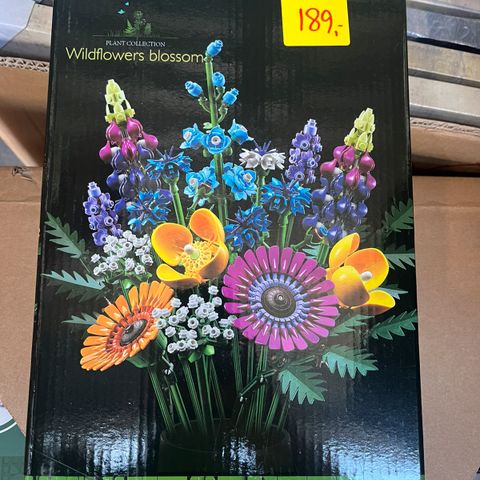 189,-
PLANT COLLECTION
Wildflowers blossom